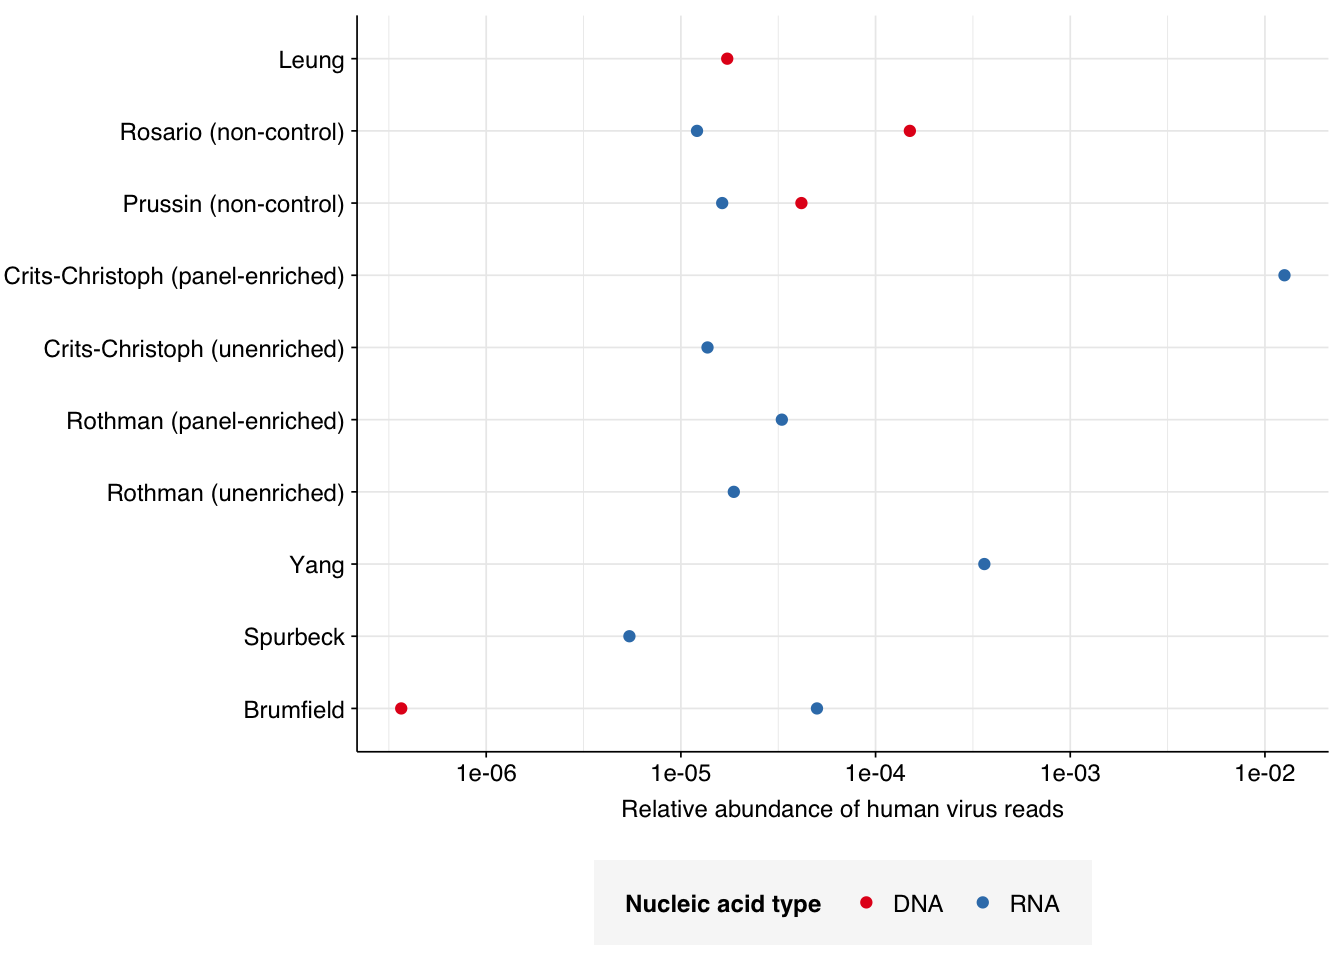 Leung
Rosario (non-control)
Prussin (non-control)
Crits-Christoph (panel-enriched)
Crits-Christoph (unenriched)
Rothman (panel-enriched)
Rothman (unenriched)
Yang
Spurbeck
Brumfield
1e-06 1e-05 1e-04 1e-03 1e-02
Relative abundance of human virus reads
Nucleic acid type DNA RNA